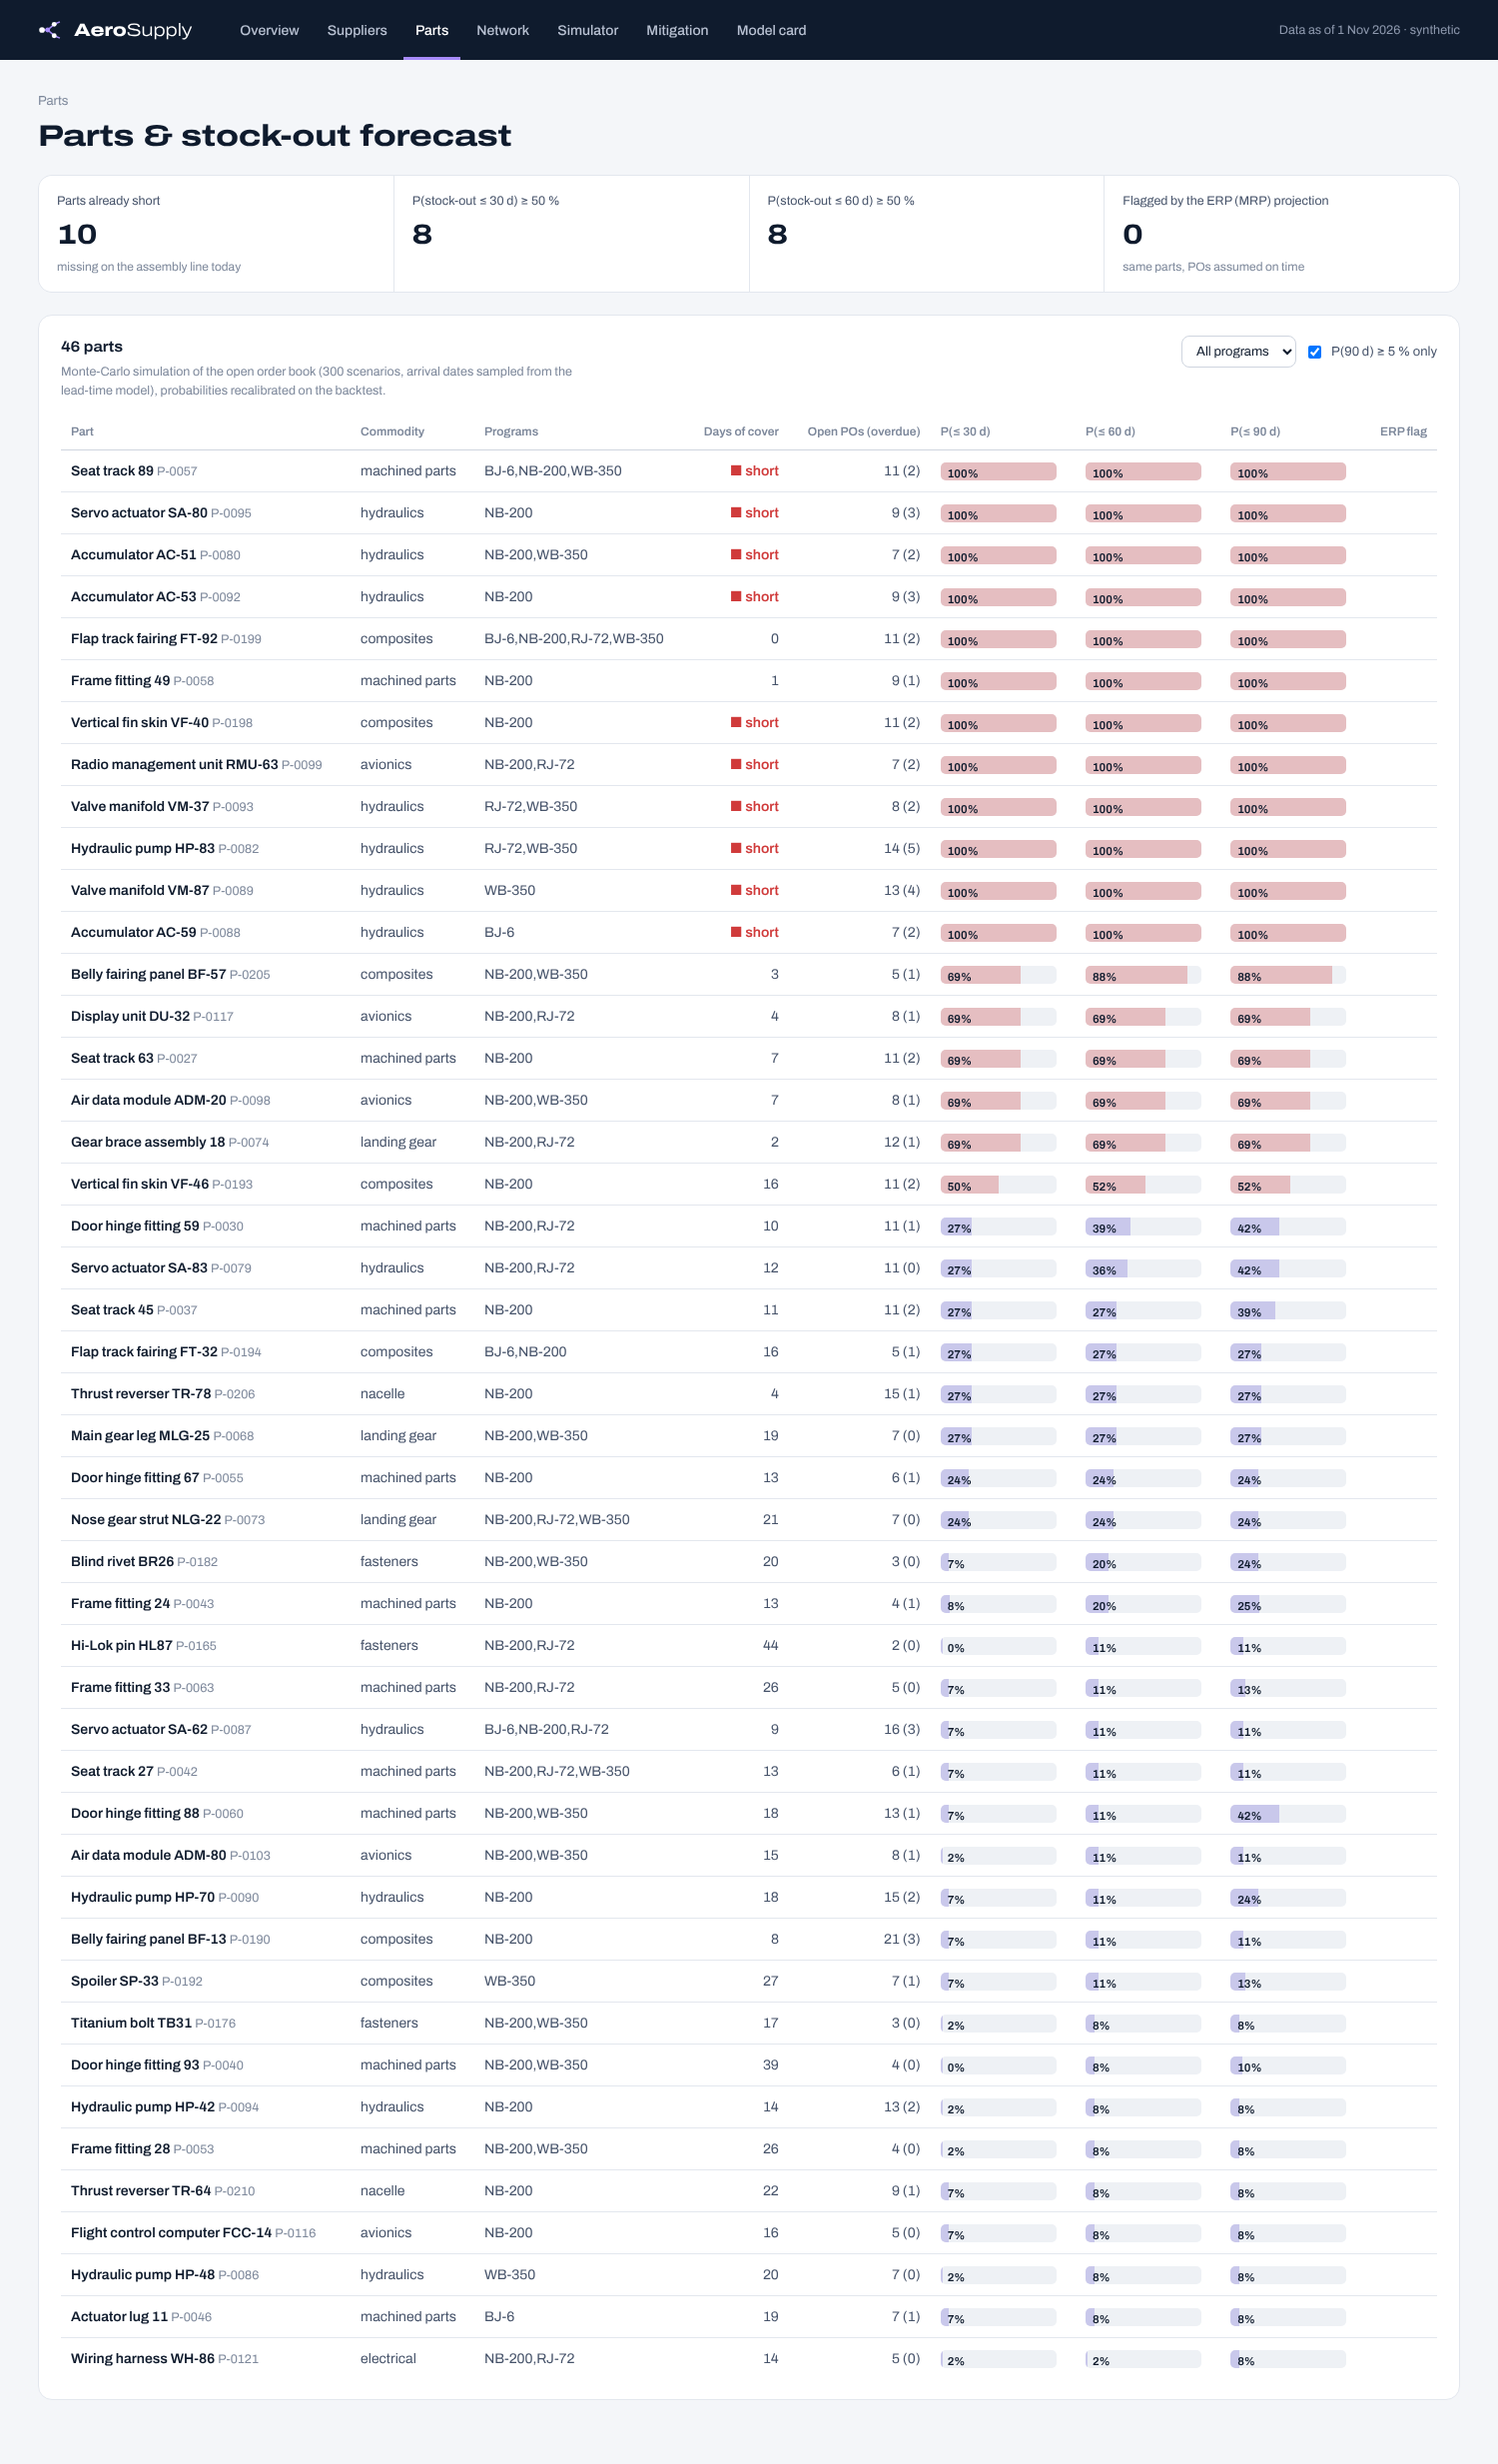 AeroSupply Overview Suppliers Parts Network Simulator Mitigation Model card Data as of 1 Nov 2026 · synthetic
Parts
Parts & stock-out forecast
Parts already short P(stock-out ≤ 30 d) ≥ 50 % P(stock-out ≤ 60 d) ≥ 50 % Flagged by the ERP (MRP) projection
10 8 8 0
missing on the assembly line today same parts, POs assumed on time
46 parts All programs P(90 d) ≥ 5 % only
Monte-Carlo simulation of the open order book (300 scenarios, arrival dates sampled from the
lead-time model), probabilities recalibrated on the backtest.
Part Commodity Programs Days of cover Open POs (overdue) P(≤ 30 d) P(≤ 60 d) P(≤ 90 d) ERP flag
Seat track 89 P-0057 machined parts BJ-6,NB-200,WB-350 short 11 (2) 100% 100% 100%
Servo actuator SA-80 P-0095 hydraulics NB-200 short 9 (3) 100% 100% 100%
Accumulator AC-51 P-0080 hydraulics NB-200,WB-350 short 7 (2) 100% 100% 100%
Accumulator AC-53 P-0092 hydraulics NB-200 short 9 (3) 100% 100% 100%
Flap track fairing FT-92 P-0199 composites BJ-6,NB-200,RJ-72,WB-350 0 11 (2) 100% 100% 100%
Frame fitting 49 P-0058 machined parts NB-200 1 9 (1) 100% 100% 100%
Vertical fin skin VF-40 P-0198 composites NB-200 short 11 (2) 100% 100% 100%
Radio management unit RMU-63 P-0099 avionics NB-200,RJ-72 short 7 (2) 100% 100% 100%
Valve manifold VM-37 P-0093 hydraulics RJ-72,WB-350 short 8 (2) 100% 100% 100%
Hydraulic pump HP-83 P-0082 hydraulics RJ-72,WB-350 short 14 (5) 100% 100% 100%
Valve manifold VM-87 P-0089 hydraulics WB-350 short 13 (4) 100% 100% 100%
Accumulator AC-59 P-0088 hydraulics BJ-6 short 7 (2) 100% 100% 100%
Belly fairing panel BF-57 P-0205 composites NB-200,WB-350 3 5 (1) 69% 88% 88%
Display unit DU-32 P-0117 avionics NB-200,RJ-72 4 8 (1) 69% 69% 69%
Seat track 63 P-0027 machined parts NB-200 7 11 (2) 69% 69% 69%
Air data module ADM-20 P-0098 avionics NB-200,WB-350 7 8 (1) 69% 69% 69%
Gear brace assembly 18 P-0074 landing gear NB-200,RJ-72 2 12 (1) 69% 69% 69%
Vertical fin skin VF-46 P-0193 composites NB-200 16 11 (2) 50% 52% 52%
Door hinge fitting 59 P-0030 machined parts NB-200,RJ-72 10 11 (1) 27% 39% 42%
Servo actuator SA-83 P-0079 hydraulics NB-200,RJ-72 12 11 (0) 27% 36% 42%
Seat track 45 P-0037 machined parts NB-200 11 11 (2) 27% 27% 39%
Flap track fairing FT-32 P-0194 composites BJ-6,NB-200 16 5 (1) 27% 27% 27%
Thrust reverser TR-78 P-0206 nacelle NB-200 4 15 (1) 27% 27% 27%
Main gear leg MLG-25 P-0068 landing gear NB-200,WB-350 19 7 (0) 27% 27% 27%
Door hinge fitting 67 P-0055 machined parts NB-200 13 6 (1) 24% 24% 24%
Nose gear strut NLG-22 P-0073 landing gear NB-200,RJ-72,WB-350 21 7 (0) 24% 24% 24%
Blind rivet BR26 P-0182 fasteners NB-200,WB-350 20 3 (0) 7% 20% 24%
Frame fitting 24 P-0043 machined parts NB-200 13 4 (1) 8% 20% 25%
Hi-Lok pin HL87 P-0165 fasteners NB-200,RJ-72 44 2 (0) 0% 11% 11%
Frame fitting 33 P-0063 machined parts NB-200,RJ-72 26 5 (0) 7% 11% 13%
Servo actuator SA-62 P-0087 hydraulics BJ-6,NB-200,RJ-72 9 16 (3) 7% 11% 11%
Seat track 27 P-0042 machined parts NB-200,RJ-72,WB-350 13 6 (1) 7% 11% 11%
Door hinge fitting 88 P-0060 machined parts NB-200,WB-350 18 13 (1) 7% 11% 42%
Air data module ADM-80 P-0103 avionics NB-200,WB-350 15 8 (1) 2% 11% 11%
Hydraulic pump HP-70 P-0090 hydraulics NB-200 18 15 (2) 7% 11% 24%
Belly fairing panel BF-13 P-0190 composites NB-200 8 21 (3) 7% 11% 11%
Spoiler SP-33 P-0192 composites WB-350 27 7 (1) 7% 11% 13%
Titanium bolt TB31 P-0176 fasteners NB-200,WB-350 17 3 (0) 2% 8% 8%
Door hinge fitting 93 P-0040 machined parts NB-200,WB-350 39 4 (0) 0% 8% 10%
Hydraulic pump HP-42 P-0094 hydraulics NB-200 14 13 (2) 2% 8% 8%
Frame fitting 28 P-0053 machined parts NB-200,WB-350 26 4 (0) 2% 8% 8%
Thrust reverser TR-64 P-0210 nacelle NB-200 22 9 (1) 7% 8% 8%
Flight control computer FCC-14 P-0116 avionics NB-200 16 5 (0) 7% 8% 8%
Hydraulic pump HP-48 P-0086 hydraulics WB-350 20 7 (0) 2% 8% 8%
Actuator lug 11 P-0046 machined parts BJ-6 19 7 (1) 7% 8% 8%
Wiring harness WH-86 P-0121 electrical NB-200,RJ-72 14 5 (0) 2% 2% 8%